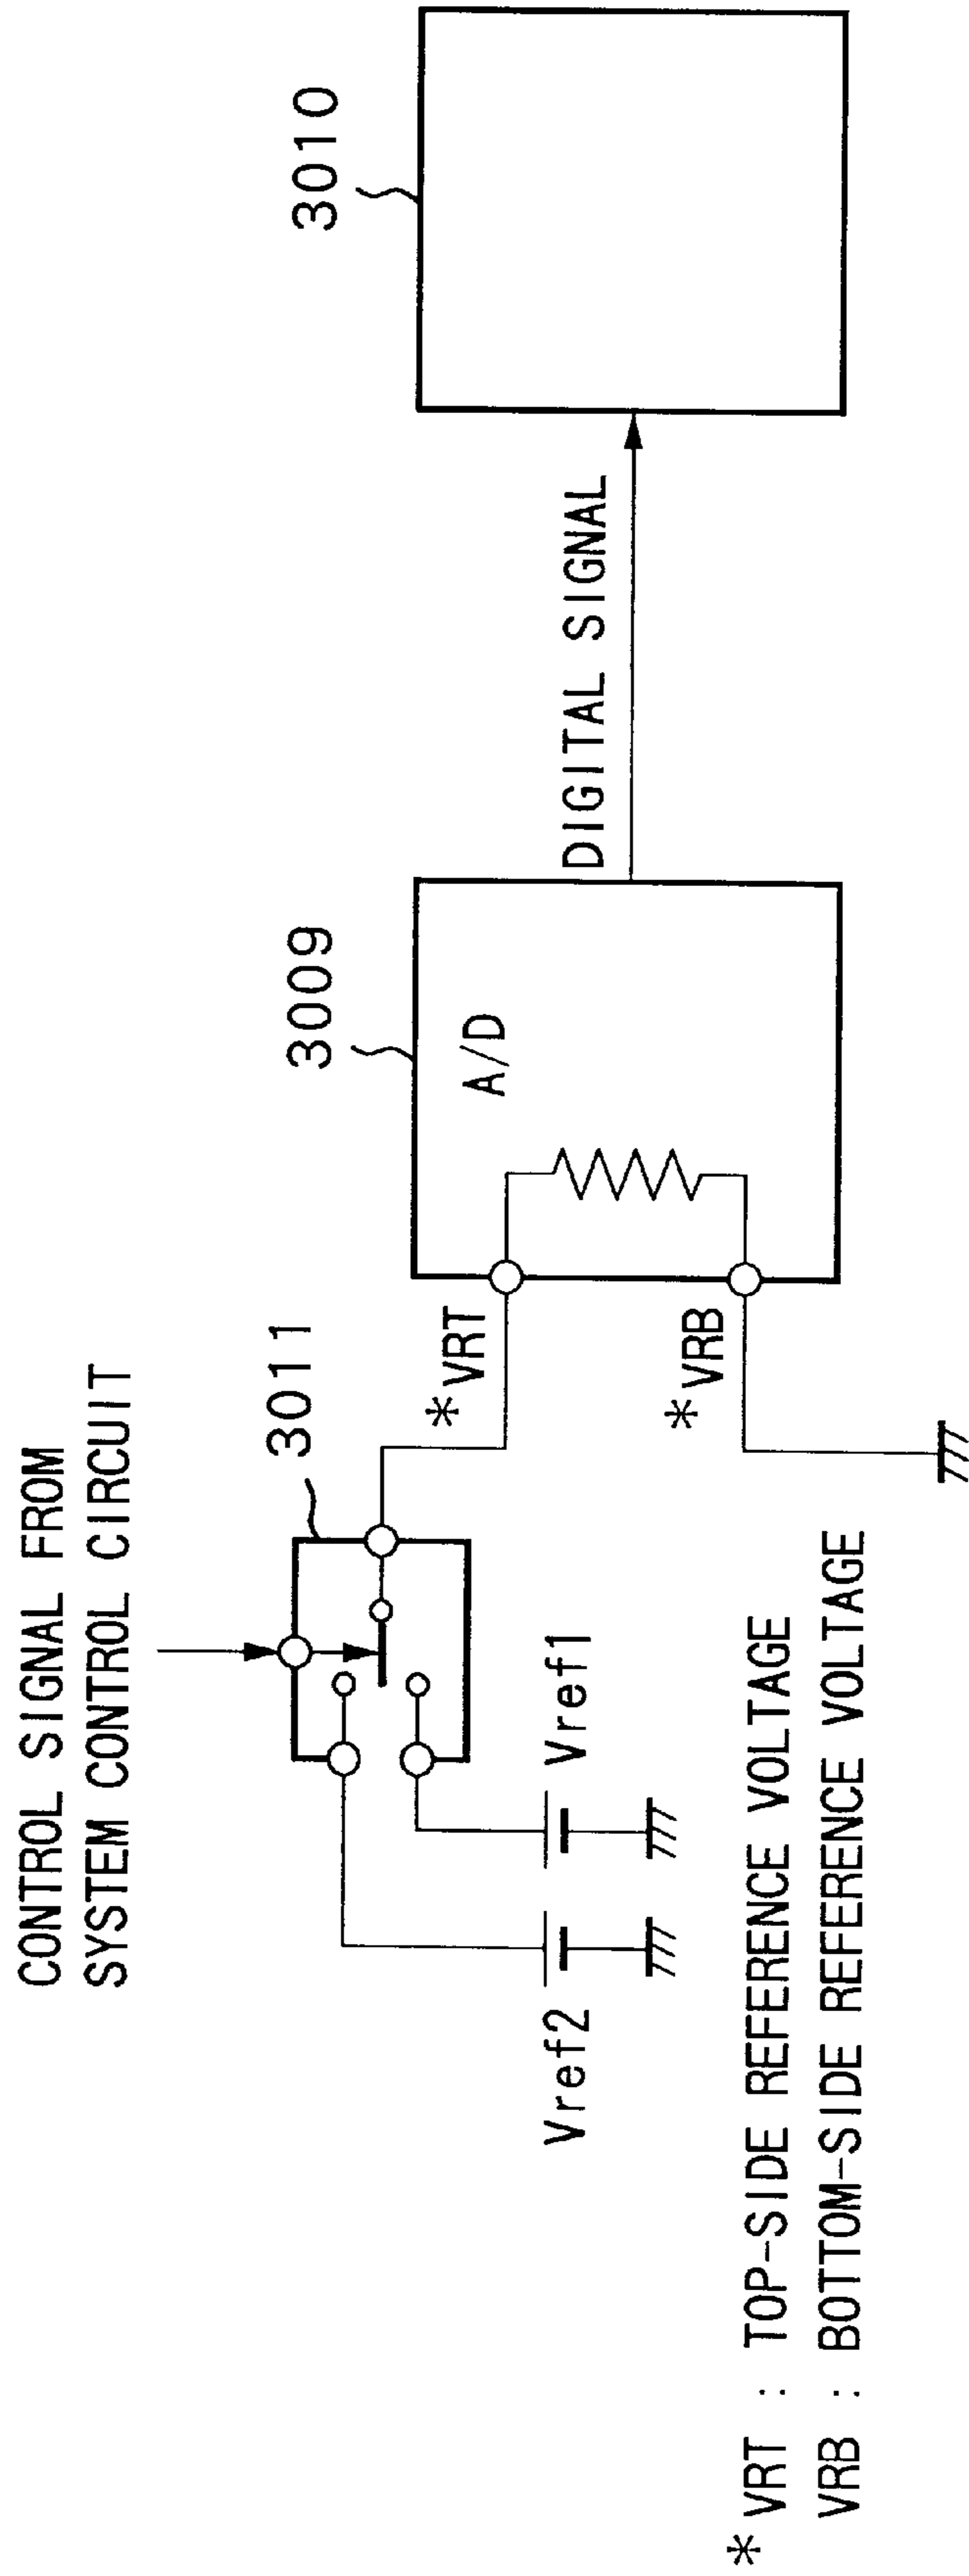 CONTROL SIGNAL FROM
SYSTEM CONTROL CIRCUIT
3011
3009
3010
*VRT
A/D
DIGITAL SIGNAL
*VRB
Vref2
Vref1
* VRT : TOP-SIDE REFERENCE VOLTAGE
VRB : BOTTOM-SIDE REFERENCE VOLTAGE